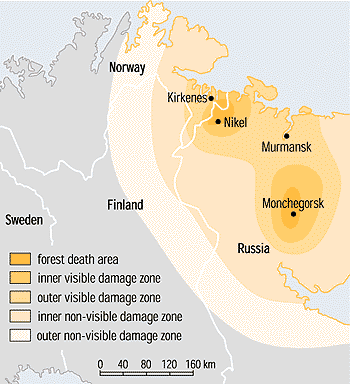 Norway
Kirkenes
Nikel
Murmansk
Monchegorsk
Finland
Sweden
Russia
forest death area
inner visible damage zone
outer visible damage zone
inner non-visible damage zone
outer non-visible damage zone
0 40 80 120 160 km